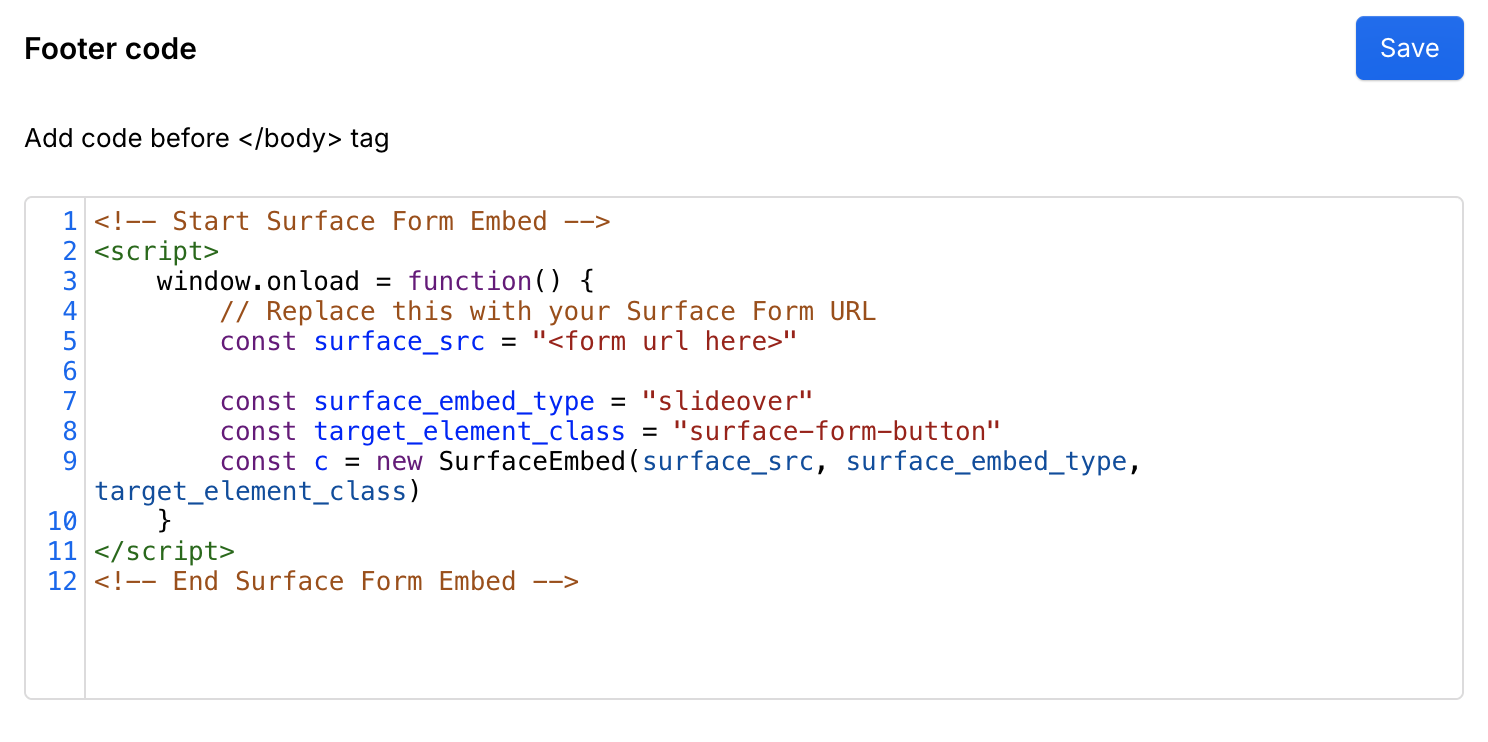 Footer code
Save
Add code before </body> tag
1 <!-- Start Surface Form Embed -->
2 <script>
3     window.onload = function() {
4         // Replace this with your Surface Form URL
5         const surface_src = "<form url here>"
6
7         const surface_embed_type = "slideover"
8         const target_element_class = "surface-form-button"
9         const c = new SurfaceEmbed(surface_src, surface_embed_type,
target_element_class)
10     }
11 </script>
12 <!-- End Surface Form Embed -->